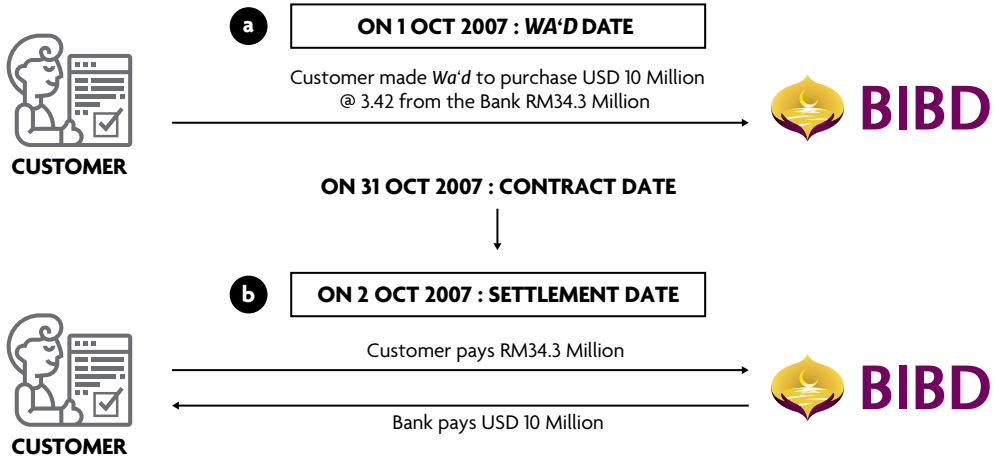 a
ON 1 OCT 2007 : WA‘D DATE
Customer made Wa‘d to purchase USD 10 Million
@ 3.42 from the Bank RM34.3 Million
CUSTOMER
BIBD
ON 31 OCT 2007 : CONTRACT DATE
b
ON 2 OCT 2007 : SETTLEMENT DATE
Customer pays RM34.3 Million
BIBD
Bank pays USD 10 Million
CUSTOMER